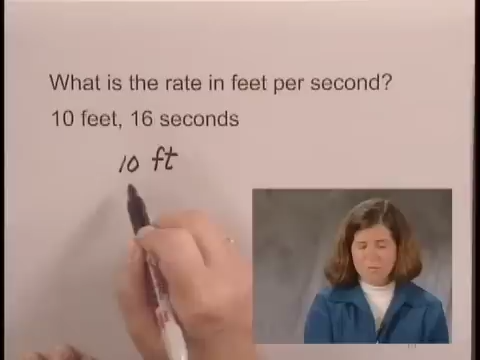 What is the rate in feet per second?
10 feet, 16 seconds
10 ft